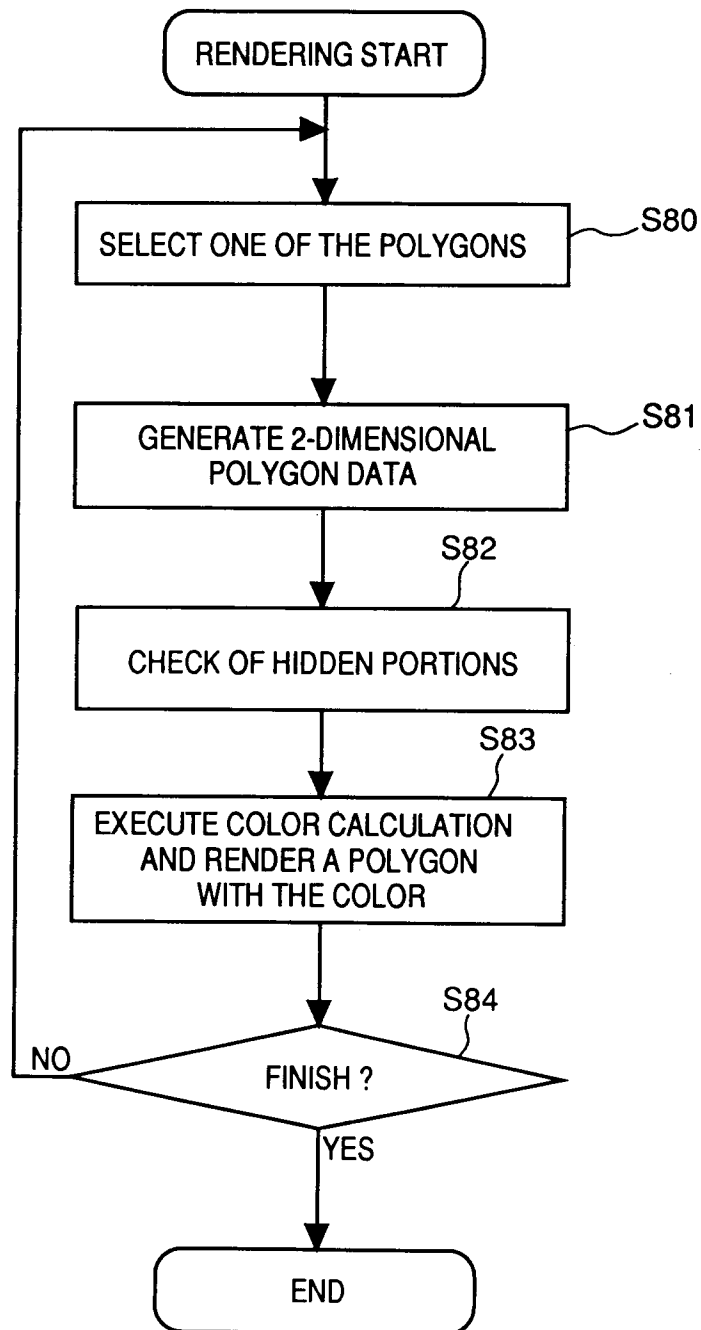 RENDERING START
SELECT ONE OF THE POLYGONS
S80
GENERATE 2-DIMENSIONAL
POLYGON DATA
S81
S82
CHECK OF HIDDEN PORTIONS
S83
EXECUTE COLOR CALCULATION
AND RENDER A POLYGON
WITH THE COLOR
S84
NO
FINISH ?
YES
END